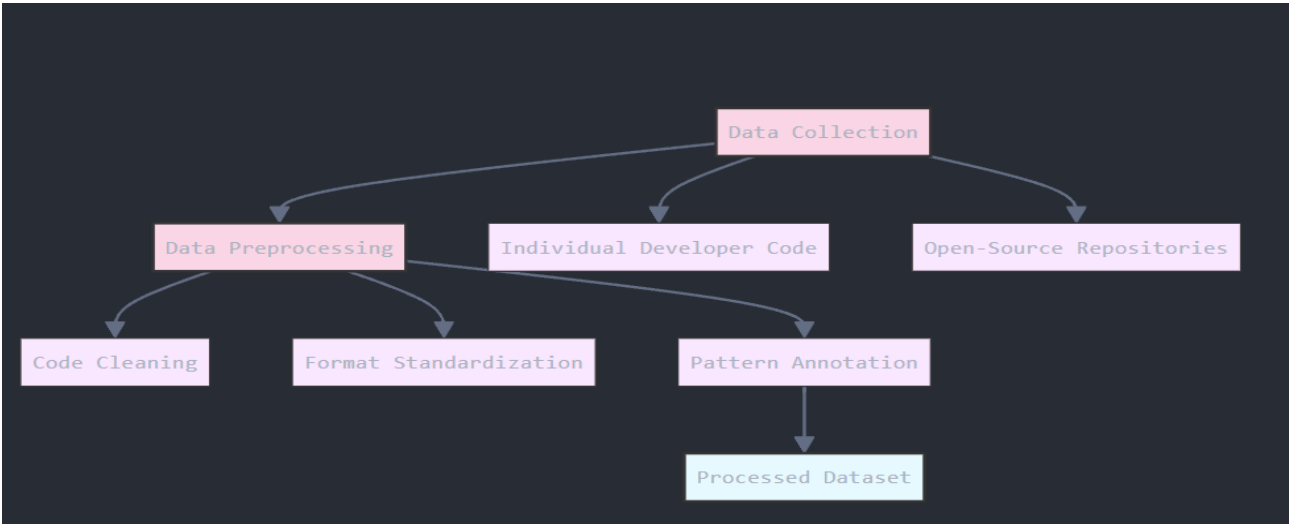 Data Collection
Data Preprocessing
Individual Developer Code
Open-Source Repositories
Code Cleaning
Format Standardization
Pattern Annotation
Processed Dataset